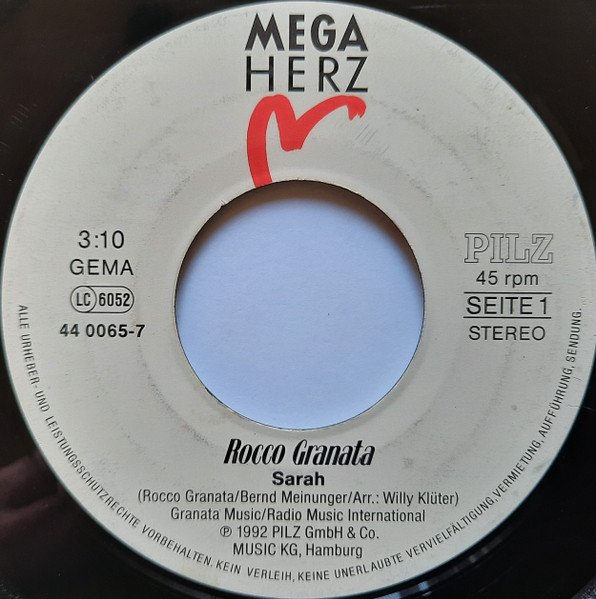 MEGA
HERZ
3:10
GEMA
LC 6052
44 0065-7
PILZ
45 rpm
SEITE 1
STEREO
Rocco Granata
Sarah
(Rocco Granata/Bernd Meinunger/Arr.: Willy Klüter)
Granata Music/Radio Music International
℗ 1992 PILZ GmbH & Co.
MUSIC KG, Hamburg
ALLE URHEBER- UND LEISTUNGSSCHUTZRECHTE VORBEHALTEN. KEIN VERLEIH, KEINE UNERLAUBTE VERVIELFÄLTIGUNG, VERMIETUNG, AUFFÜHRUNG, SENDUNG.